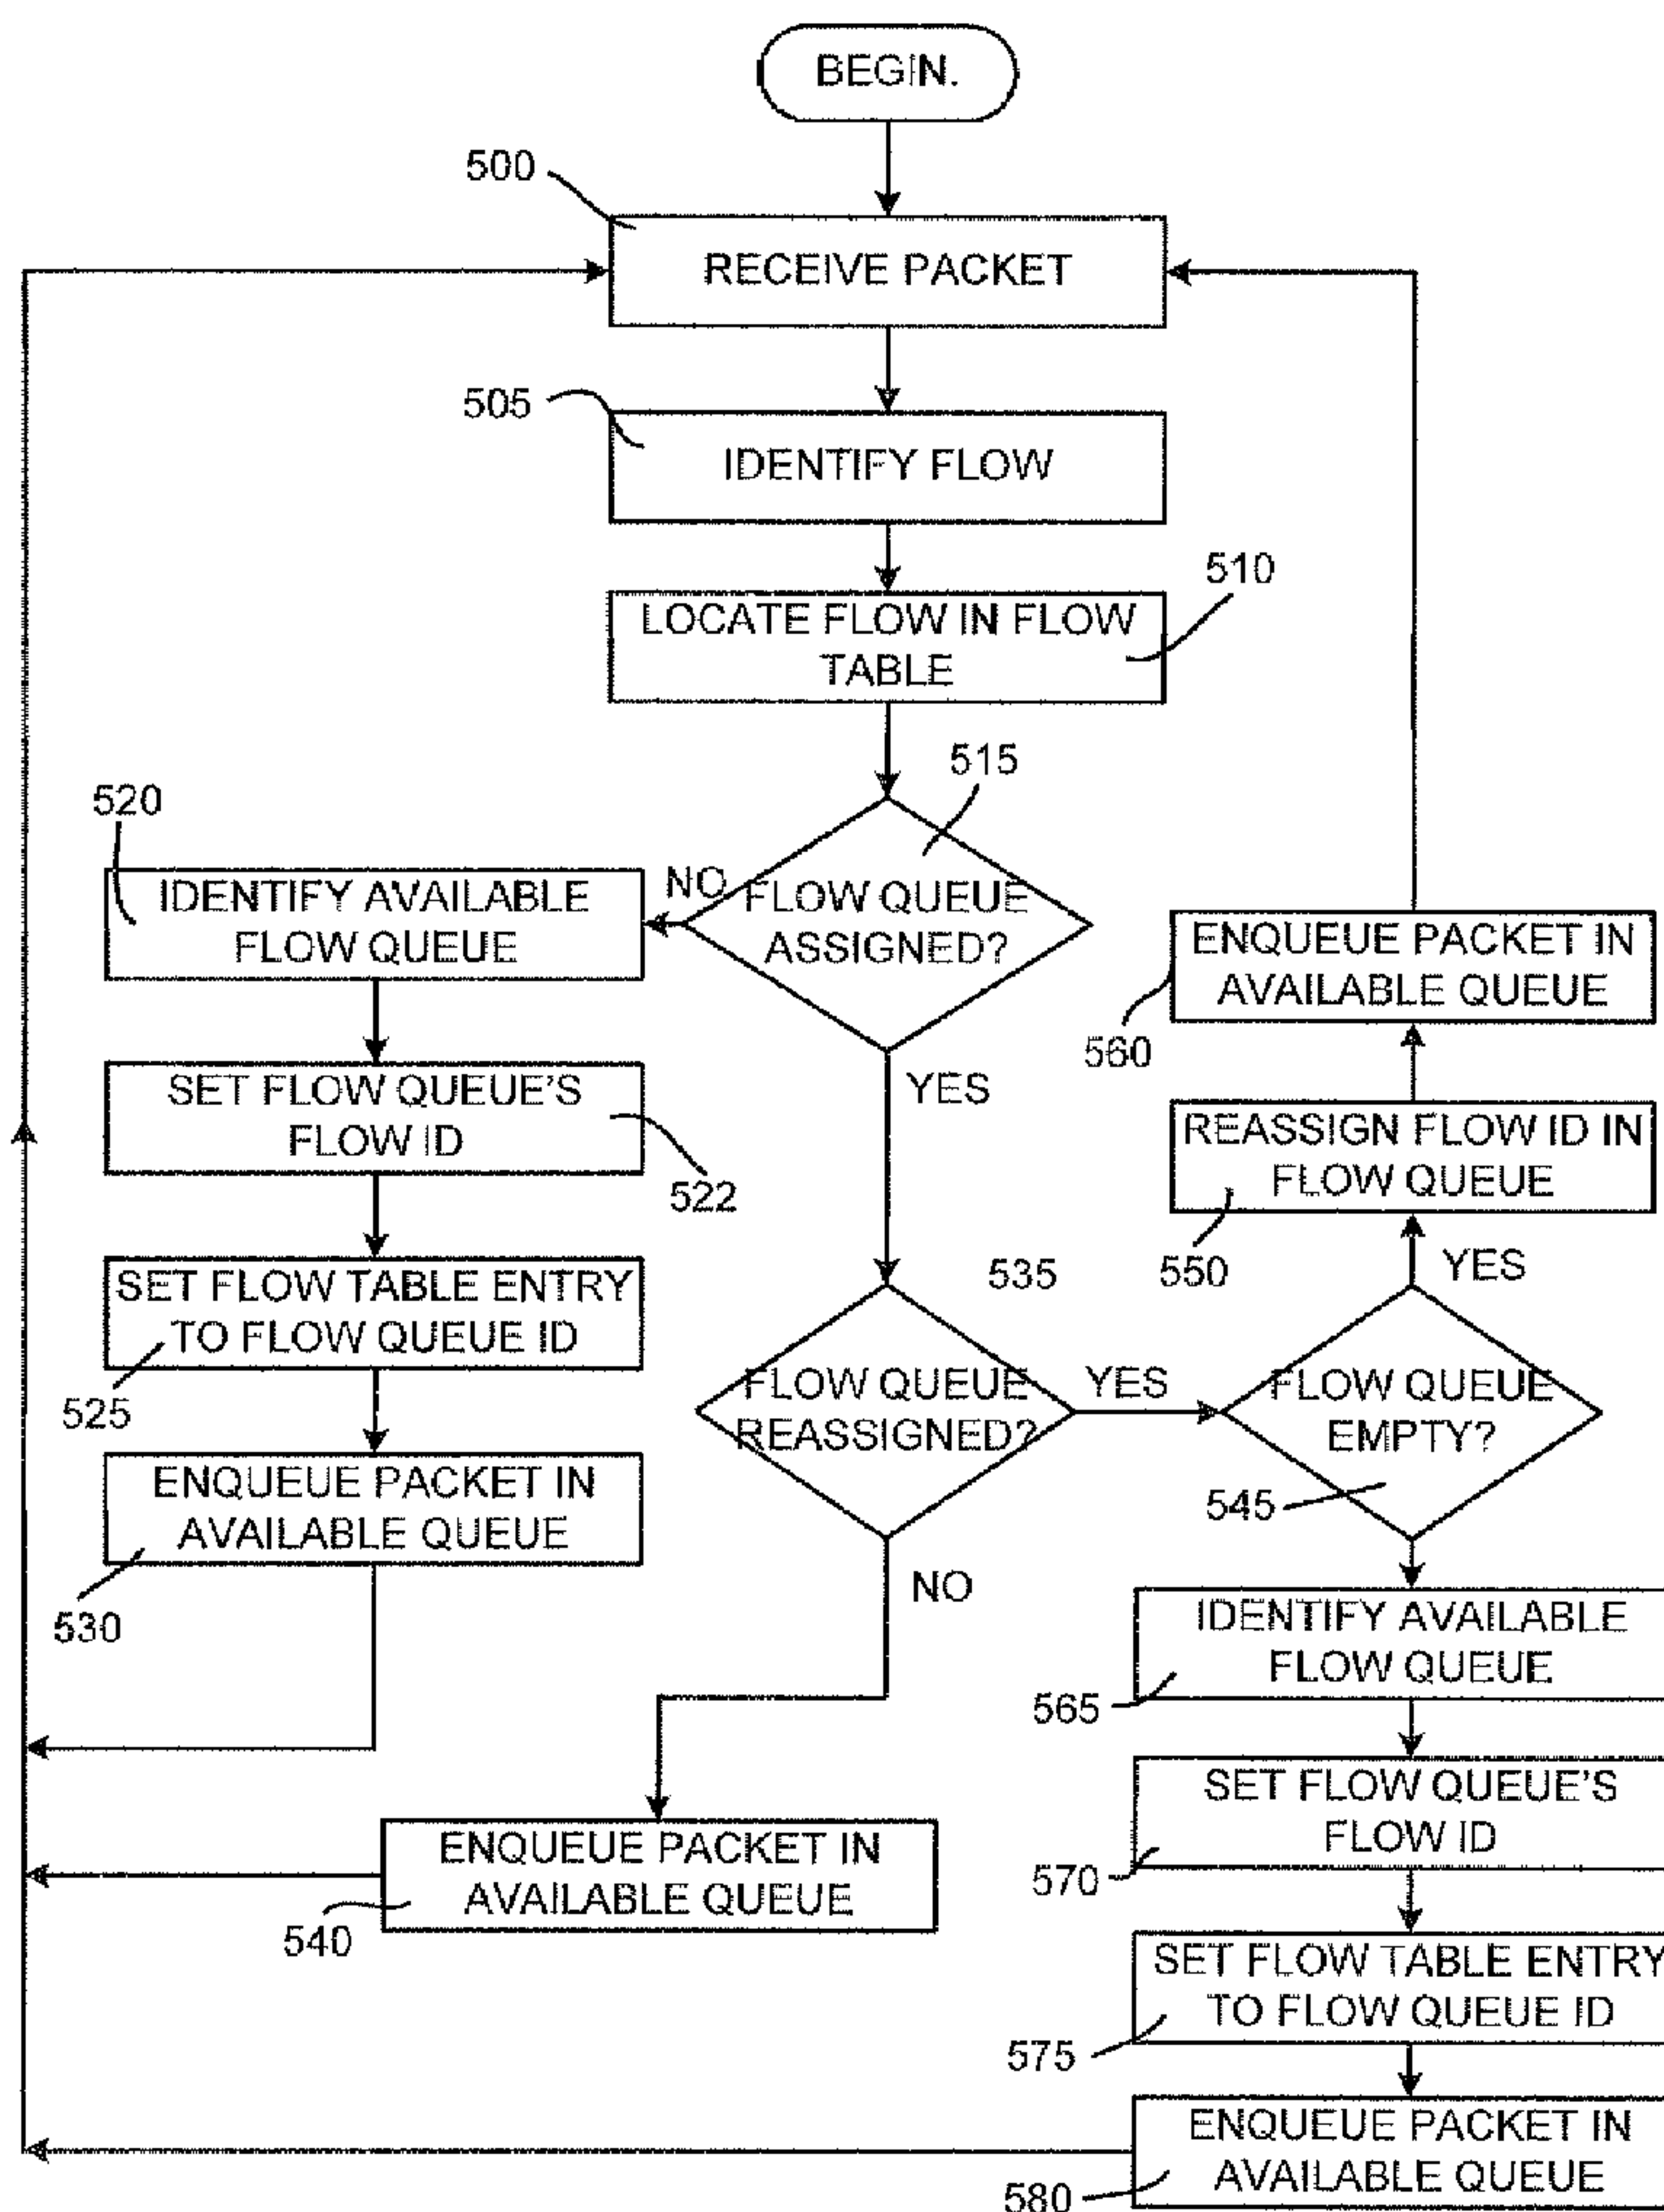 BEGIN.
500
RECEIVE PACKET
505
IDENTIFY FLOW
510
LOCATE FLOW IN FLOW
TABLE
515
FLOW QUEUE
ASSIGNED?
NO
520
IDENTIFY AVAILABLE
FLOW QUEUE
SET FLOW QUEUE'S
FLOW ID
522
SET FLOW TABLE ENTRY
TO FLOW QUEUE ID
525
ENQUEUE PACKET IN
AVAILABLE QUEUE
530
YES
535
FLOW QUEUE
REASSIGNED?
NO
ENQUEUE PACKET IN
AVAILABLE QUEUE
540
YES
FLOW QUEUE
EMPTY?
545
YES
REASSIGN FLOW ID IN
FLOW QUEUE
550
ENQUEUE PACKET IN
AVAILABLE QUEUE
560
IDENTIFY AVAILABLE
FLOW QUEUE
565
SET FLOW QUEUE'S
FLOW ID
570
SET FLOW TABLE ENTRY
TO FLOW QUEUE ID
575
ENQUEUE PACKET IN
AVAILABLE QUEUE
580